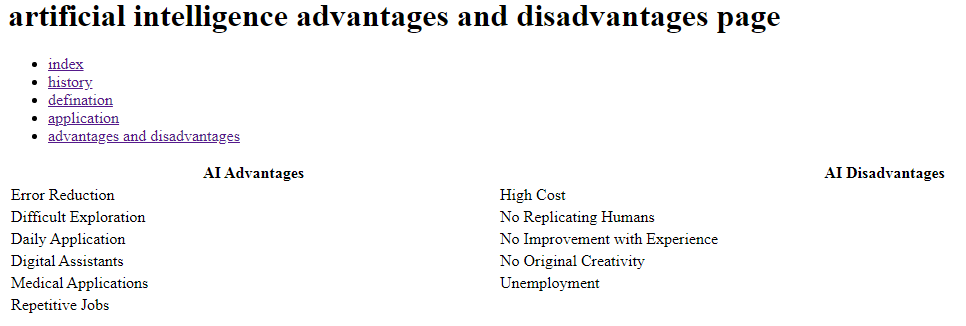 artificial intelligence advantages and disadvantages page
index
history
defination
application
advantages and disadvantages
AI Advantages AI Disadvantages
Error Reduction High Cost
Difficult Exploration No Replicating Humans
Daily Application No Improvement with Experience
Digital Assistants No Original Creativity
Medical Applications Unemployment
Repetitive Jobs